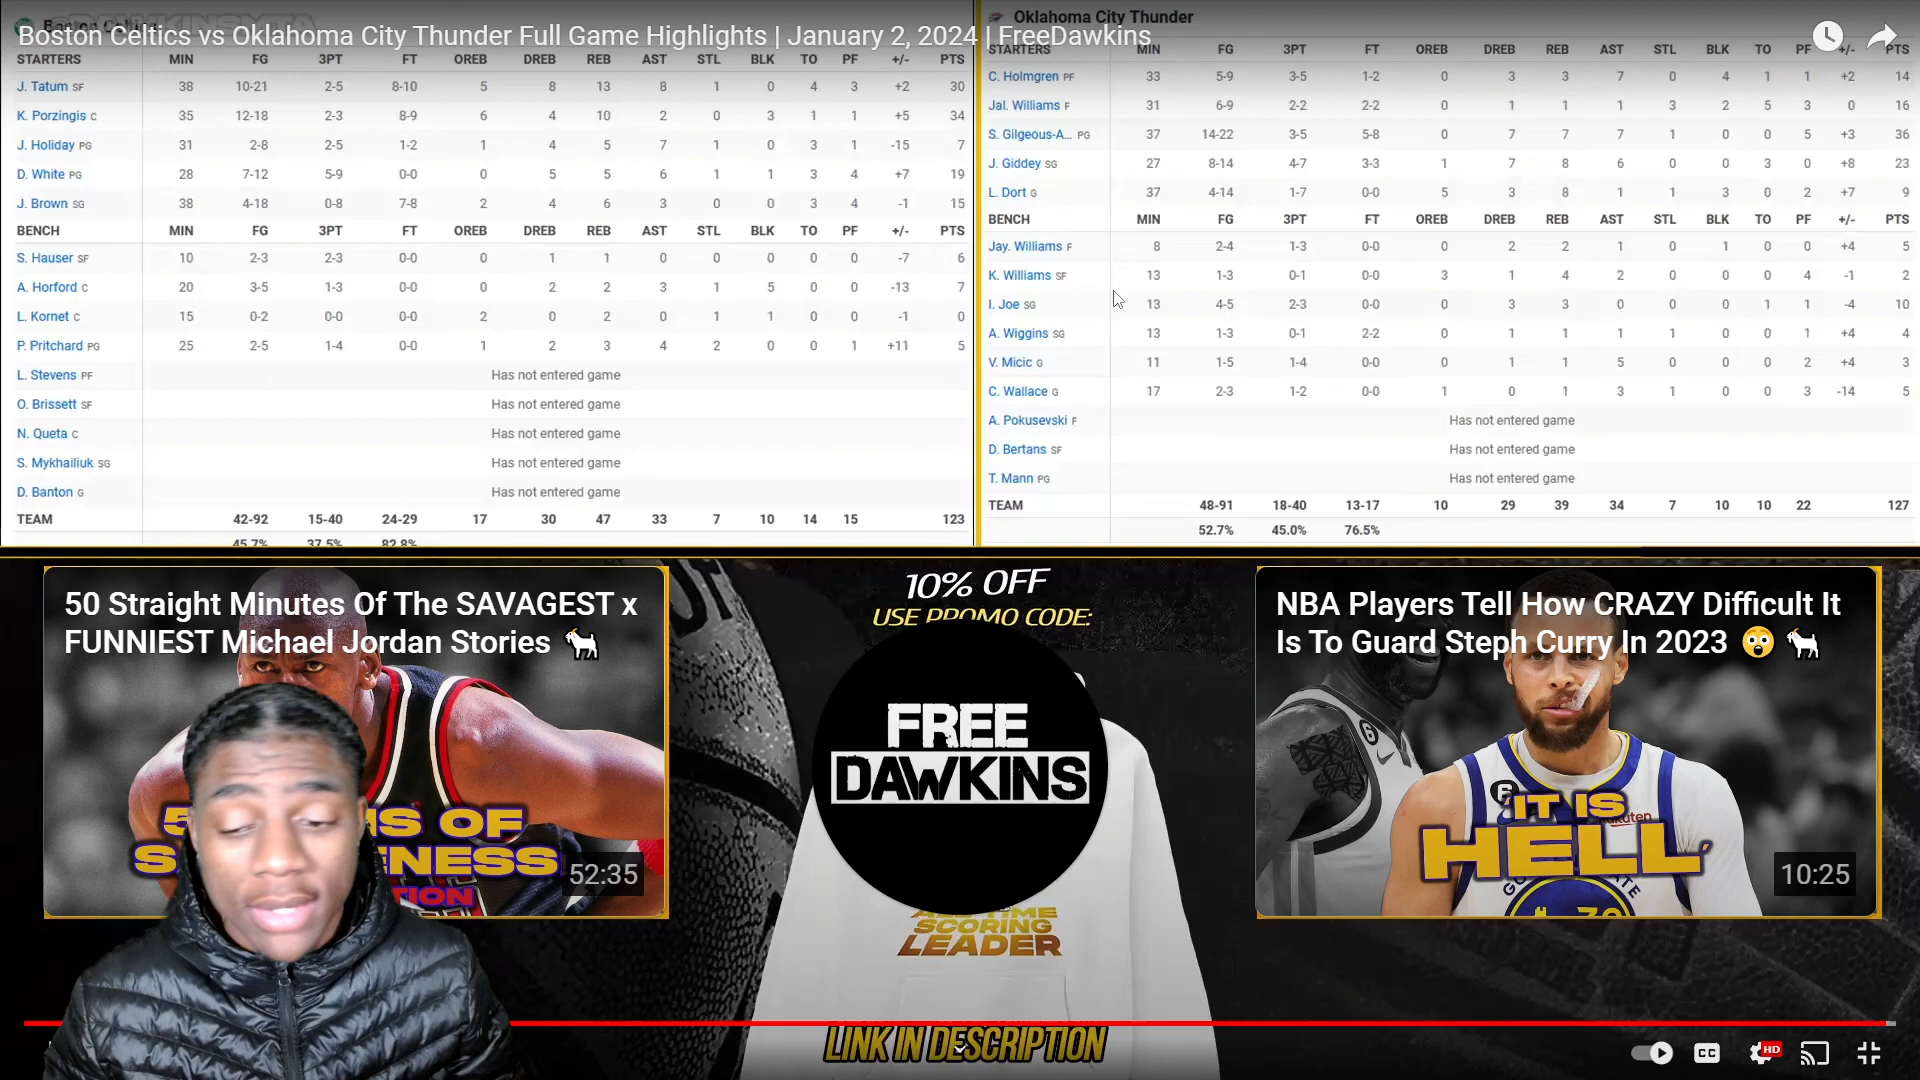 Boston Celtics vs Oklahoma City Thunder Full Game Highlights | January 2, 2024 | FreeDawkins
STARTERS MIN FG 3PT FT OREB DREB REB AST STL BLK TO PF +/- PTS
J. Tatum SF 38 10-21 2-5 8-10 5 8 13 8 1 0 4 3 +2 30
K. Porzingis C 35 12-18 2-3 8-9 6 4 10 2 0 3 1 1 +5 34
J. Holiday PG 31 2-8 2-5 1-2 1 4 5 7 1 0 3 1 -15 7
D. White PG 28 7-12 5-9 0-0 0 5 5 6 1 1 3 4 +7 19
J. Brown SG 38 4-18 0-8 7-8 2 4 6 3 0 0 3 4 -1 15
BENCH MIN FG 3PT FT OREB DREB REB AST STL BLK TO PF +/- PTS
S. Hauser SF 10 2-3 2-3 0-0 0 1 1 0 0 0 0 0 -7 6
A. Horford C 20 3-5 1-3 0-0 0 2 2 3 1 5 0 0 -13 7
L. Kornet C 15 0-2 0-0 0-0 2 0 2 0 1 1 0 0 -1 0
P. Pritchard PG 25 2-5 1-4 0-0 1 2 3 4 2 0 0 1 +11 5
L. Stevens PF Has not entered game
O. Brissett SF Has not entered game
N. Queta C Has not entered game
S. Mykhailiuk SG Has not entered game
D. Banton G Has not entered game
TEAM 42-92 15-40 24-29 17 30 47 33 7 10 14 15 123
45.7% 37.5% 82.8%
Oklahoma City Thunder
STARTERS MIN FG 3PT FT OREB DREB REB AST STL BLK TO PF +/- PTS
C. Holmgren PF 33 5-9 3-5 1-2 0 3 3 7 0 4 1 1 +2 14
Jal. Williams F 31 6-9 2-2 2-2 0 1 1 1 3 2 5 3 0 16
S. Gilgeous-A... PG 37 14-22 3-5 5-8 0 7 7 7 1 0 0 5 +3 36
J. Giddey SG 27 8-14 4-7 3-3 1 7 8 6 0 0 3 0 +8 23
L. Dort G 37 4-14 1-7 0-0 5 3 8 1 1 3 0 2 +7 9
BENCH MIN FG 3PT FT OREB DREB REB AST STL BLK TO PF +/- PTS
Jay. Williams F 8 2-4 1-3 0-0 0 2 2 1 0 1 0 0 +4 5
K. Williams SF 13 1-3 0-1 0-0 3 1 4 2 0 0 0 4 -1 2
I. Joe SG 13 4-5 2-3 0-0 0 3 3 0 0 0 1 1 -4 10
A. Wiggins SG 13 1-3 0-1 2-2 0 1 1 1 1 0 0 1 +4 4
V. Micic G 11 1-5 1-4 0-0 0 1 1 5 0 0 0 2 +4 3
C. Wallace G 17 2-3 1-2 0-0 1 0 1 3 1 0 0 3 -14 5
A. Pokusevski F Has not entered game
D. Bertans SF Has not entered game
T. Mann PG Has not entered game
TEAM 48-91 18-40 13-17 10 29 39 34 7 10 10 22 127
52.7% 45.0% 76.5%
50 Straight Minutes Of The SAVAGEST x
FUNNIEST Michael Jordan Stories 🐐
52:35
10% OFF
USE PROMO CODE:
FREE
DAWKINS
ALL TIME
SCORING
LEADER
LINK IN DESCRIPTION
NBA Players Tell How CRAZY Difficult It
Is To Guard Steph Curry In 2023 😲 🐐
'IT IS
HELL'
Rakuten
10:25
CC
HD